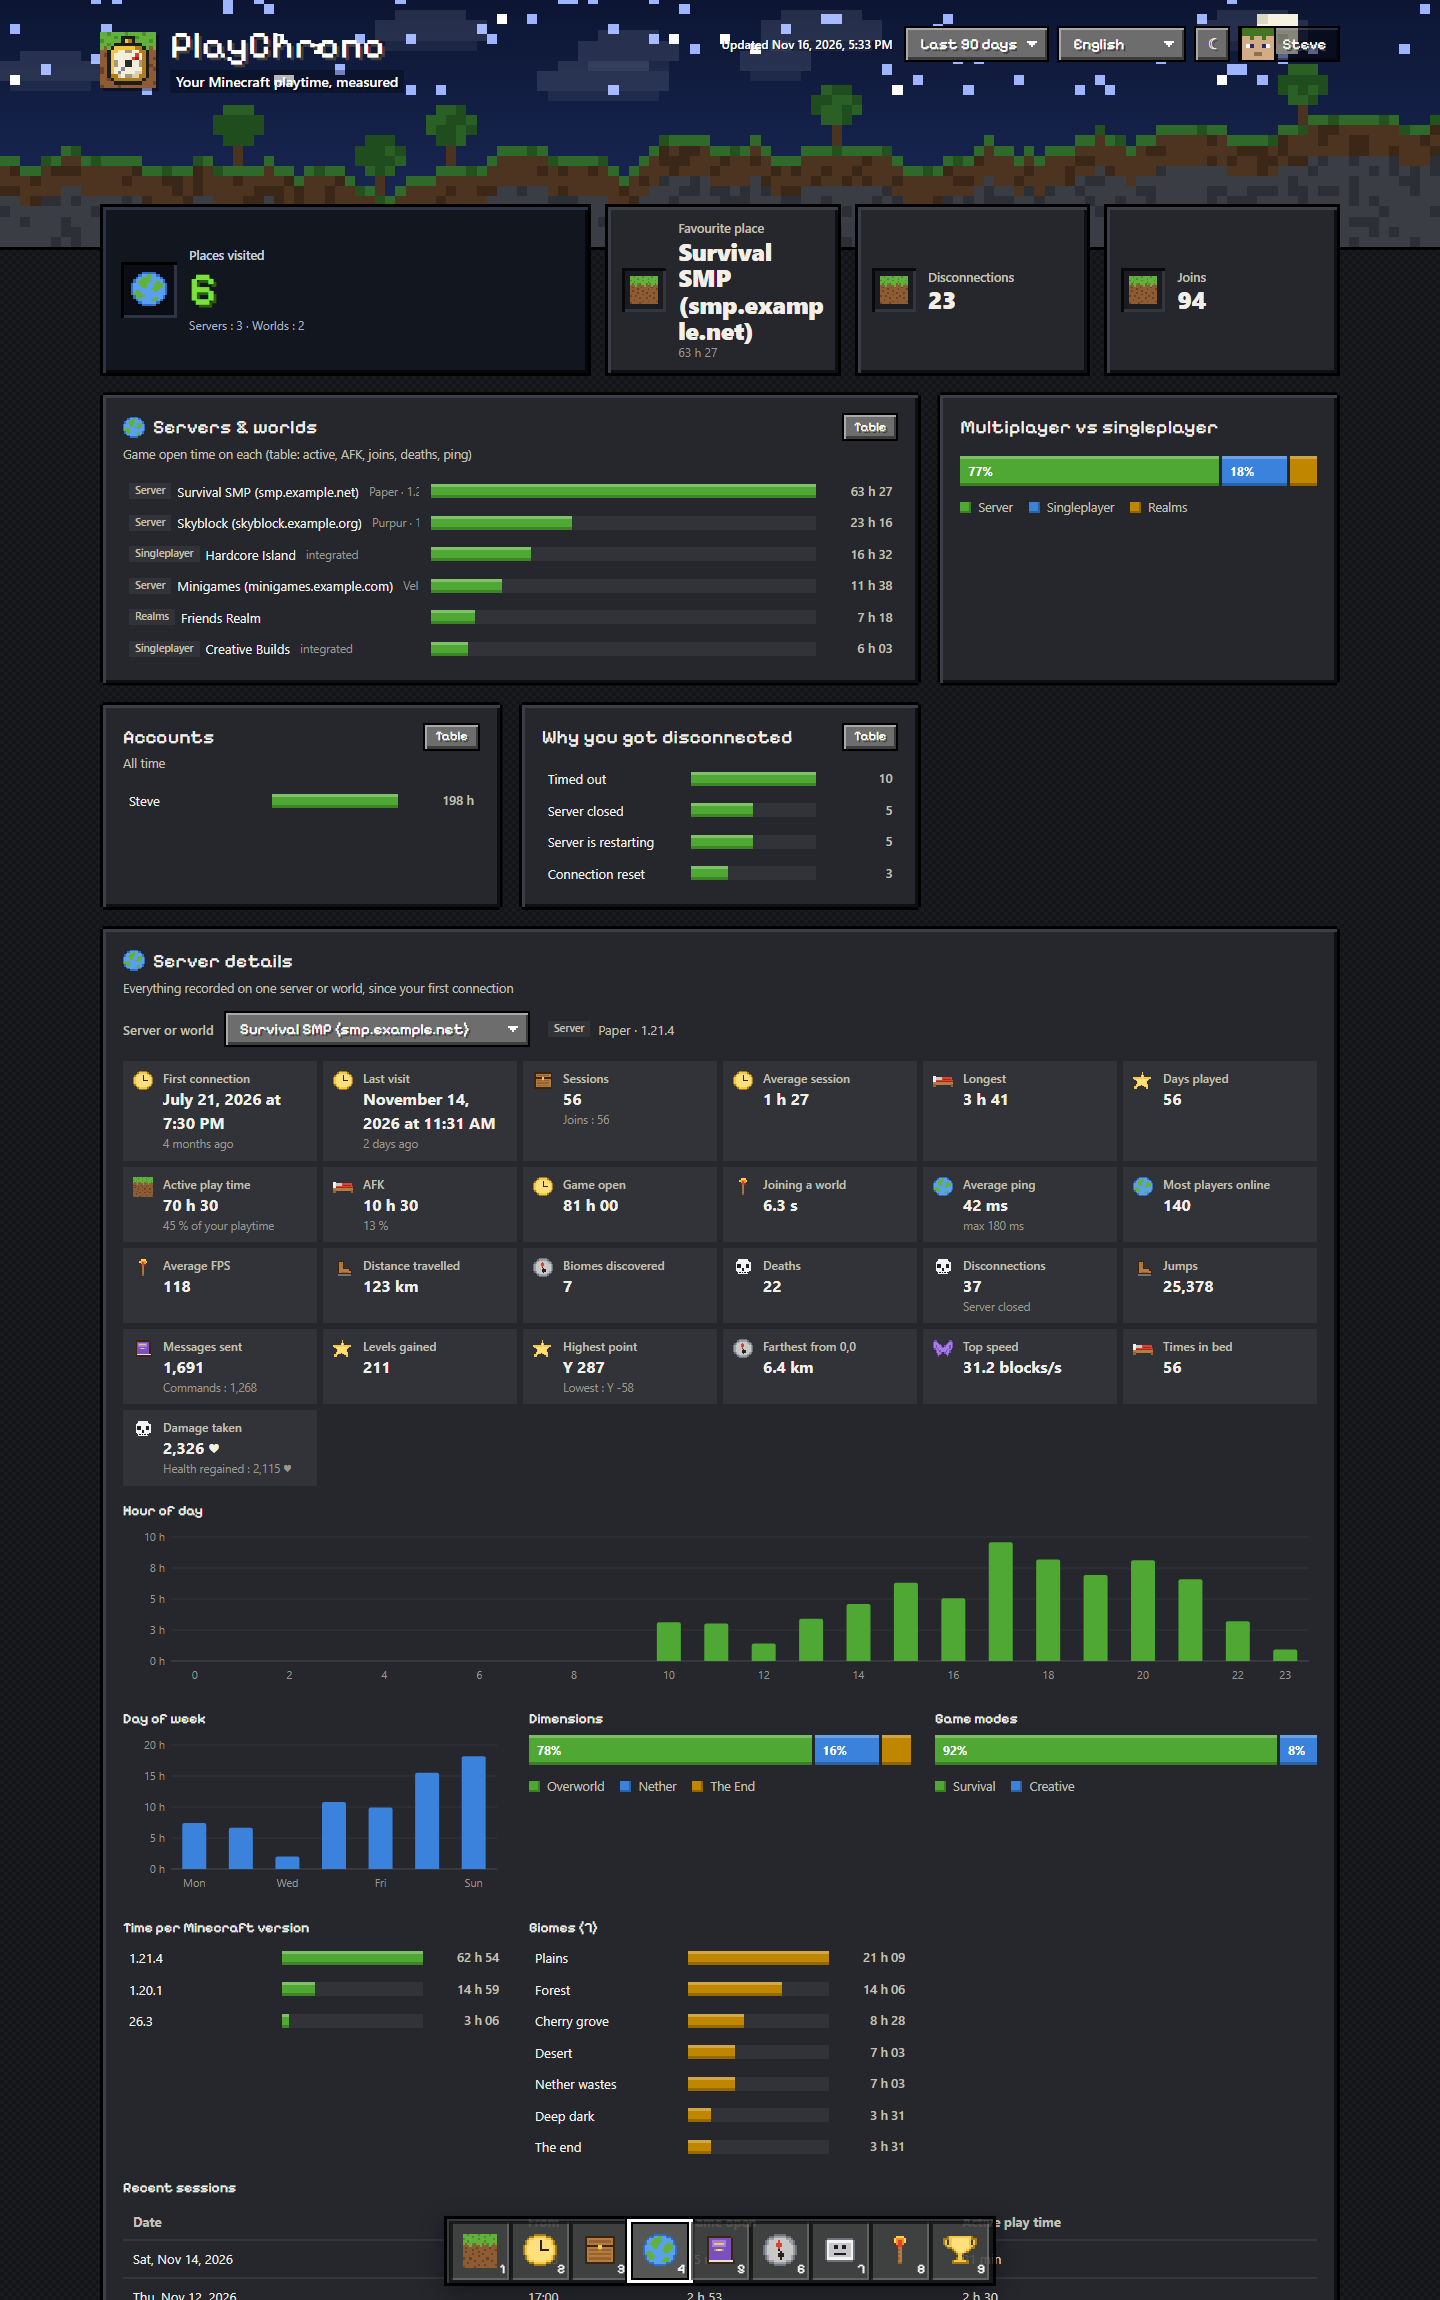 PlayChrono
Your Minecraft playtime, measured
Updated Nov 16, 2026, 5:33 PM
Last 90 days
English
Steve
Places visited
6
Servers : 3 · Worlds : 2
Favourite place
Survival
SMP
(smp.examp
le.net)
63 h 27
Disconnections
23
Joins
94
Servers & worlds
Table
Game open time on each (table: active, AFK, joins, deaths, ping)
Server Survival SMP (smp.example.net) Paper · 1.2 63 h 27
Server Skyblock (skyblock.example.org) Purpur · 1 23 h 16
Singleplayer Hardcore Island integrated 16 h 32
Server Minigames (minigames.example.com) Vel 11 h 38
Realms Friends Realm 7 h 18
Singleplayer Creative Builds integrated 6 h 03
Multiplayer vs singleplayer
77% 18%
Server Singleplayer Realms
Accounts
Table
All time
Steve 198 h
Why you got disconnected
Table
Timed out 10
Server closed 5
Server is restarting 5
Connection reset 3
Server details
Everything recorded on one server or world, since your first connection
Server or world Survival SMP (smp.example.net) Server Paper · 1.21.4
First connection
July 21, 2026 at
7:30 PM
4 months ago
Last visit
November 14,
2026 at 11:31 AM
2 days ago
Sessions
56
Joins : 56
Average session
1 h 27
Longest
3 h 41
Days played
56
Active play time
70 h 30
45 % of your playtime
AFK
10 h 30
13 %
Game open
81 h 00
Joining a world
6.3 s
Average ping
42 ms
max 180 ms
Most players online
140
Average FPS
118
Distance travelled
123 km
Biomes discovered
7
Deaths
22
Disconnections
37
Server closed
Jumps
25,378
Messages sent
1,691
Commands : 1,268
Levels gained
211
Highest point
Y 287
Lowest : Y -58
Farthest from 0,0
6.4 km
Top speed
31.2 blocks/s
Times in bed
56
Damage taken
2,326 ♥
Health regained : 2,115 ♥
Hour of day
10 h
8 h
5 h
3 h
0 h
0 2 4 6 8 10 12 14 16 18 20 22 23
Day of week
20 h
15 h
10 h
5 h
0 h
Mon Wed Fri Sun
Dimensions
78% 16%
Overworld Nether The End
Game modes
92% 8%
Survival Creative
Time per Minecraft version
1.21.4 62 h 54
1.20.1 14 h 59
26.3 3 h 06
Biomes (7)
Plains 21 h 09
Forest 14 h 06
Cherry grove 8 h 28
Desert 7 h 03
Nether wastes 7 h 03
Deep dark 3 h 31
The end 3 h 31
Recent sessions
Date play time
1 2 3 4 5 6 7 8 9
Sat, Nov 14, 2026
Thu, Nov 12, 2026 17:00 2 h 53 2 h 30